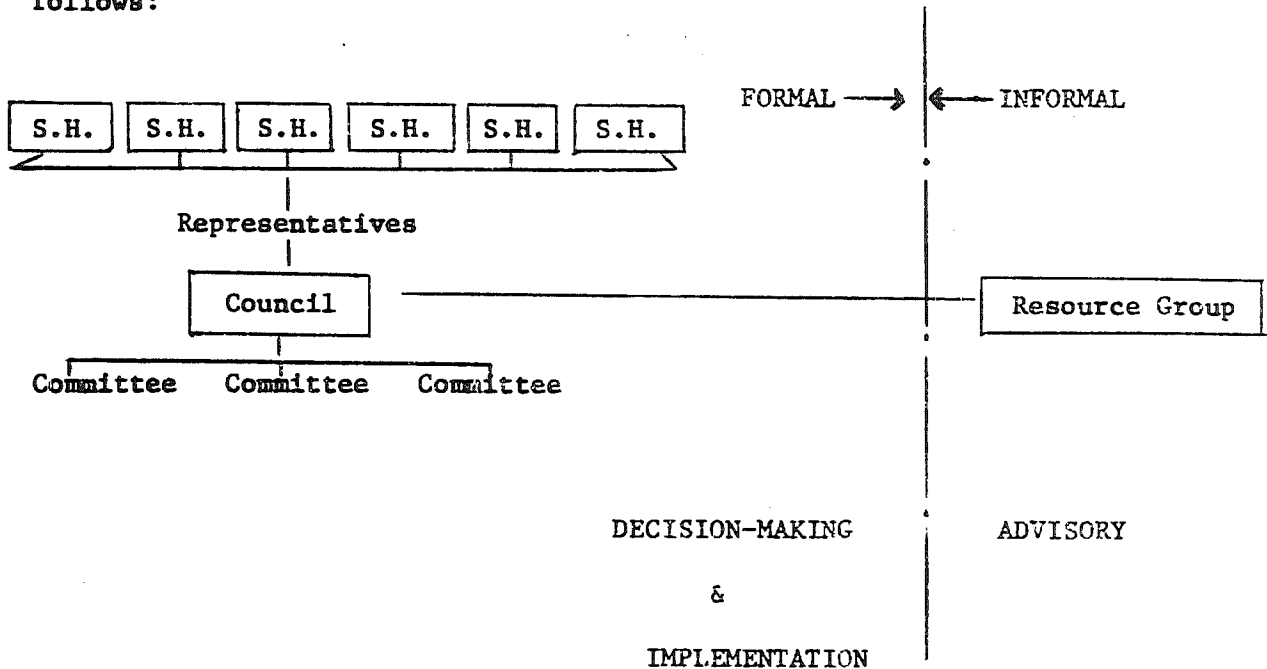 follows:
FORMAL INFORMAL
S.H. S.H. S.H. S.H. S.H. S.H.
Representatives
Council Resource Group
Committee Committee Committee
DECISION-MAKING ADVISORY
&
IMPLEMENTATION